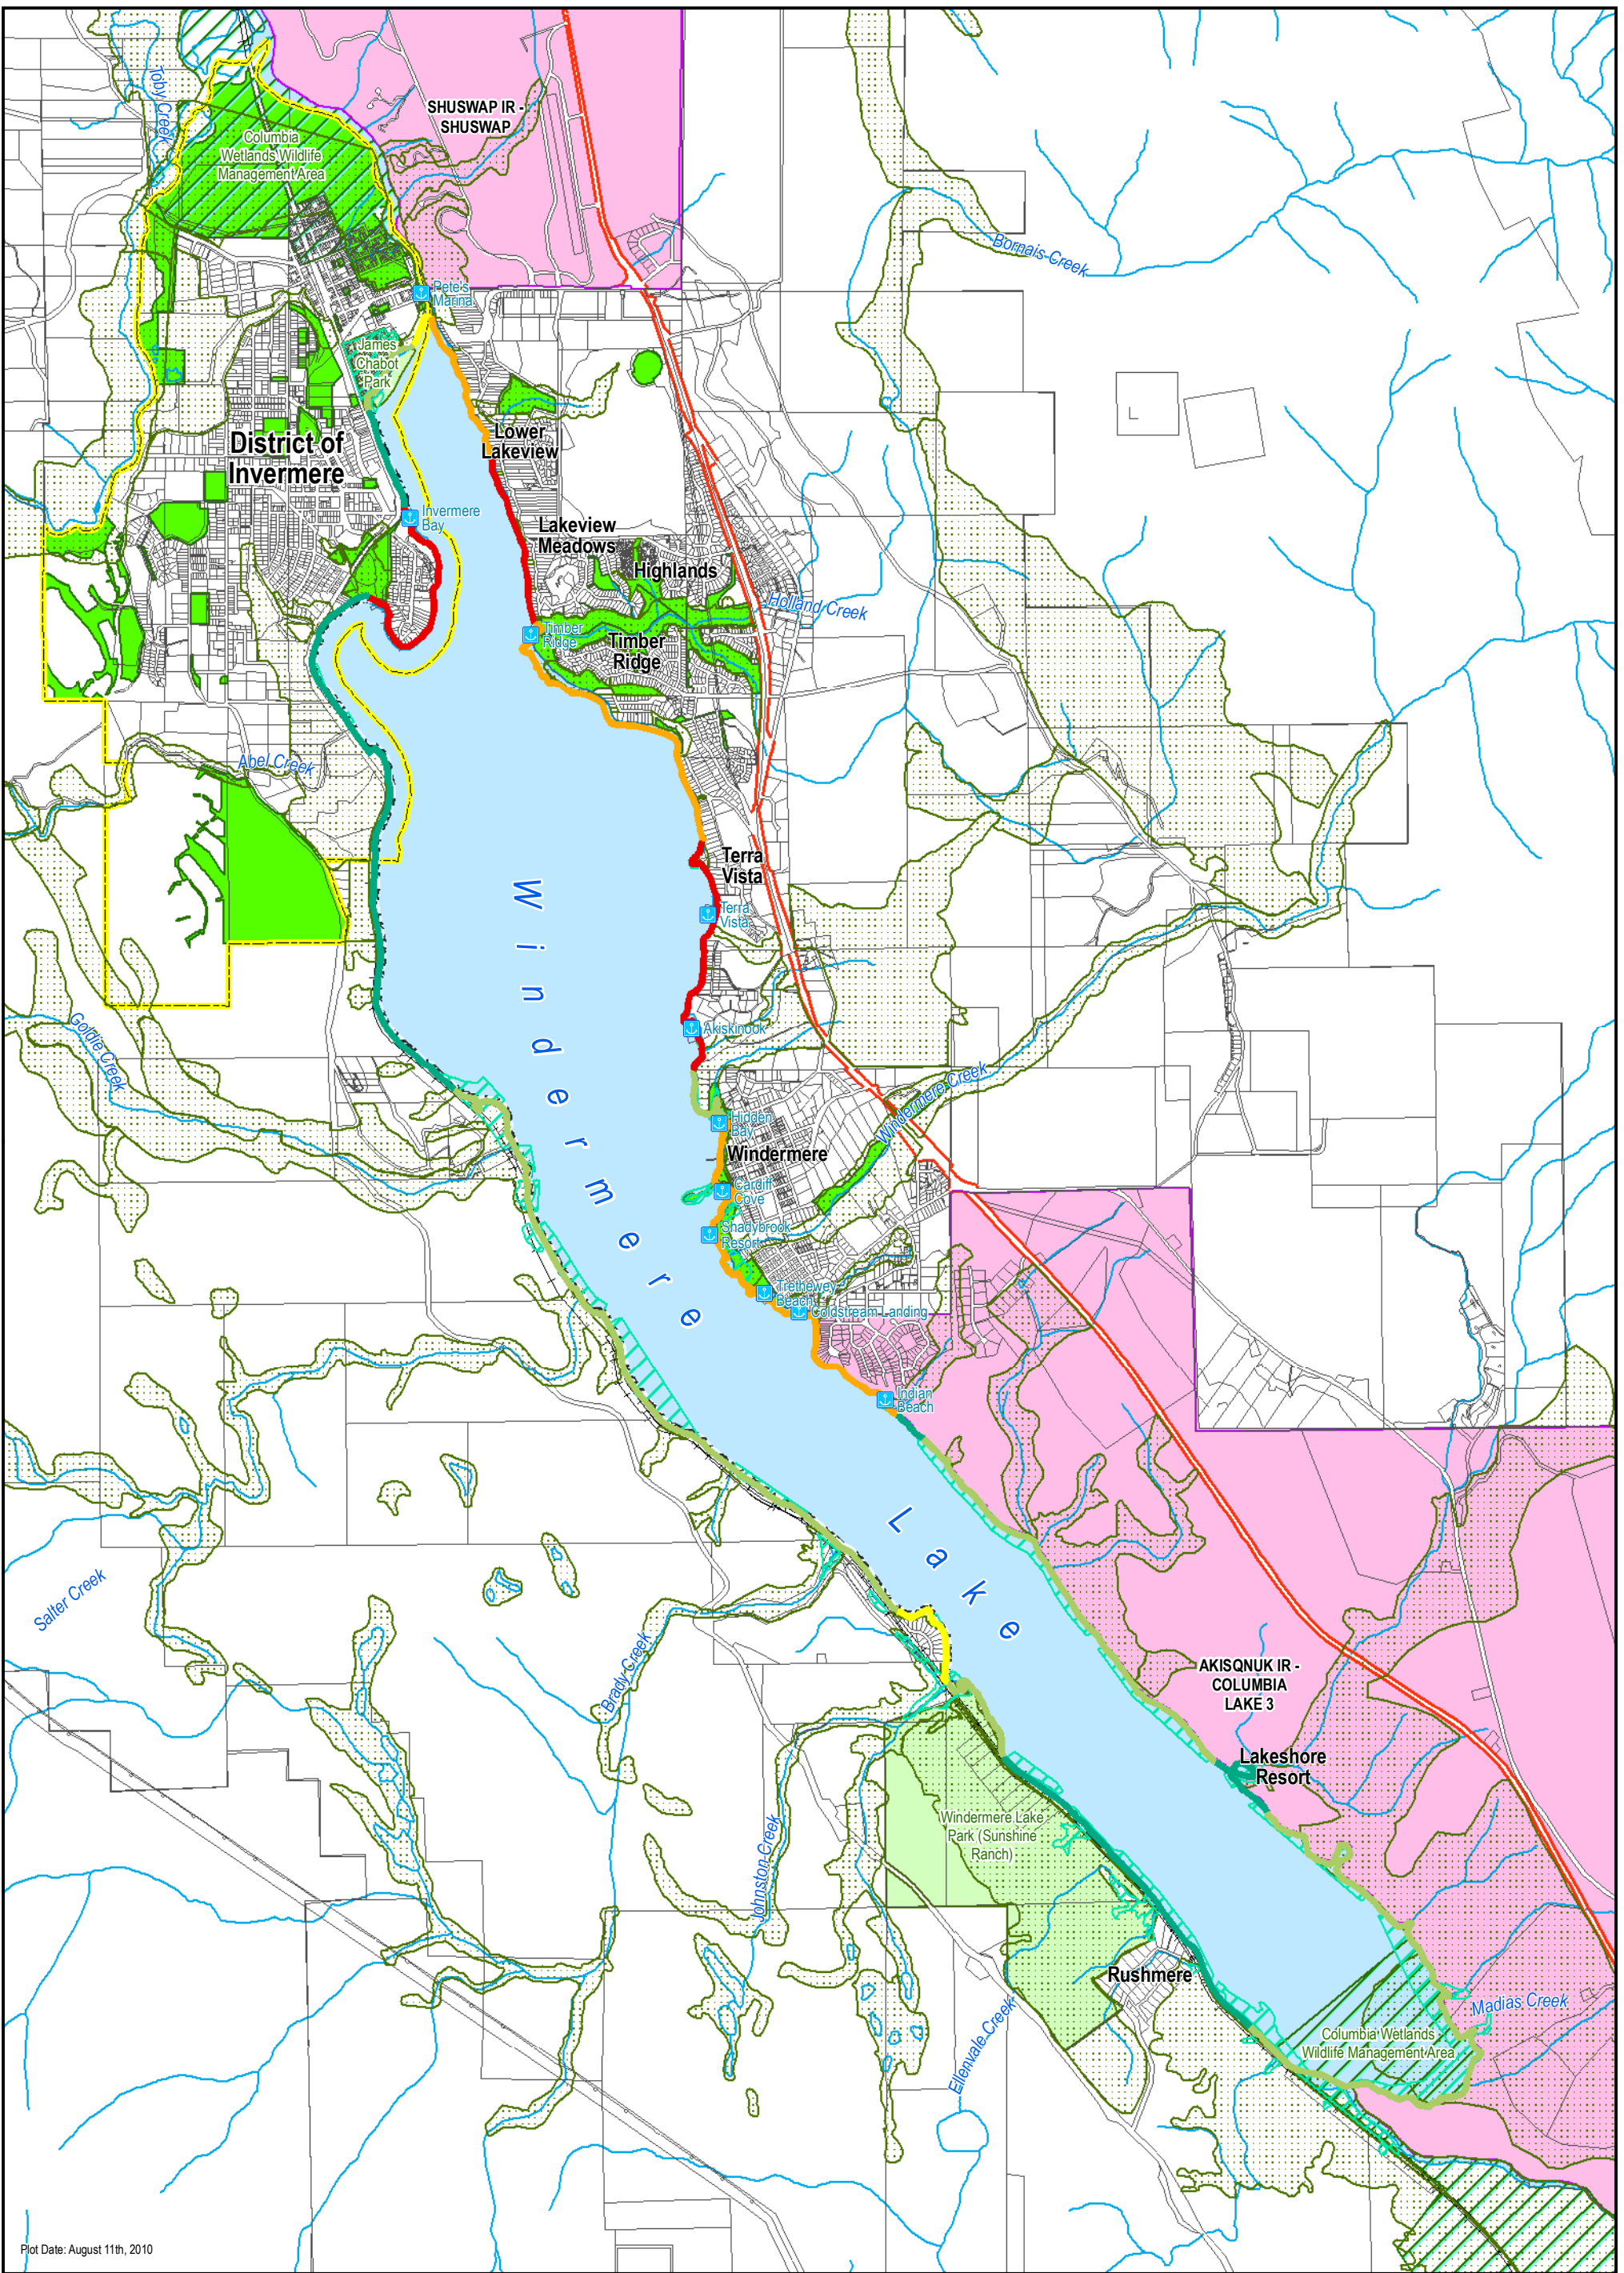 Toby Creek
SHUSWAP IR -
SHUSWAP
Columbia
Wetlands Wildlife
Management Area
Bornais Creek
Pete's
Marina
James
Chabot
Park
Lower
Lakeview
District of
Invermere
Invermere
Bay
Lakeview
Meadows
Highlands
Holland Creek
Timber
Ridge
Timber
Ridge
Abel Creek
Terra
Vista
Terra
Vista
Windermere
Goldie Creek
Akiskinook
Windermere Creek
Hidden
Bay
Windermere
Cardiff
Cove
Shadybrook
Resort
Trethewey
Beach
Coldstream Landing
Indian
Beach
Lake
Salter Creek
Brady Creek
AKISQNUK IR -
COLUMBIA
LAKE 3
Lakeshore
Resort
Windermere Lake
Park (Sunshine
Ranch)
Johnston Creek
Rushmere
Madias Creek
Ellenvale Creek
Columbia Wetlands
Wildlife Management Area
Plot Date: August 11th, 2010